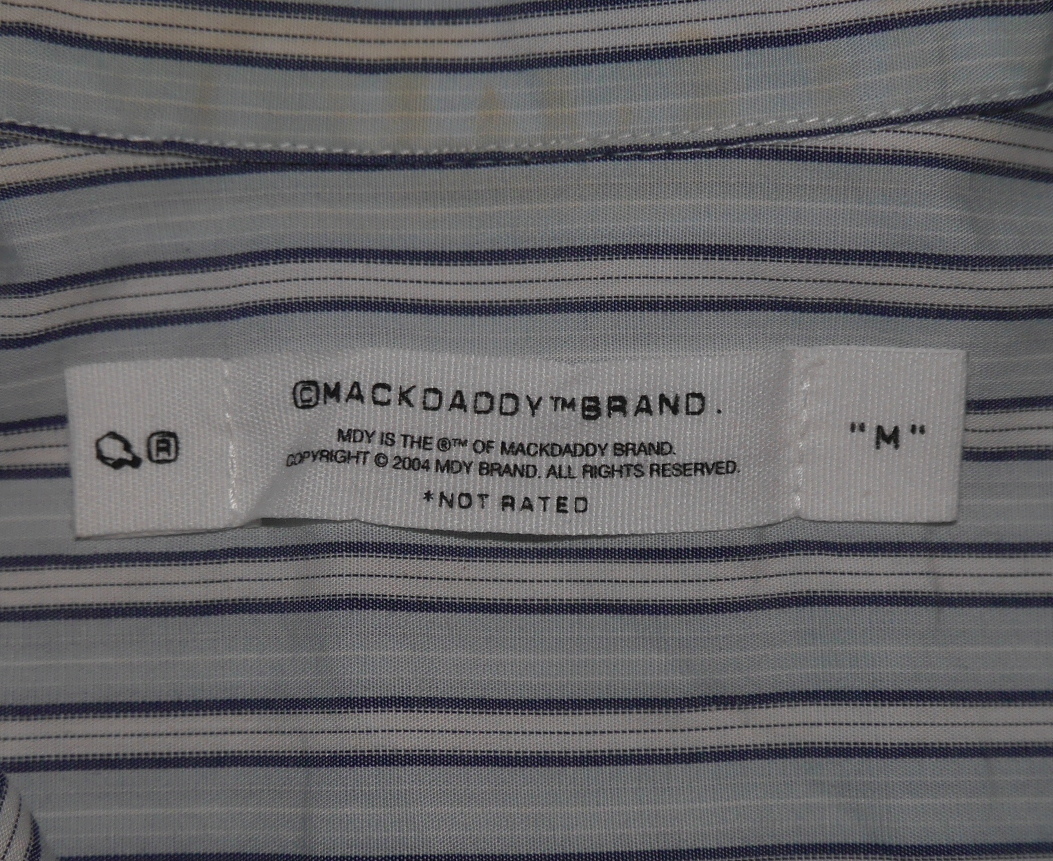 ©MACKDADDY™BRAND.
MDY IS THE ®™ OF MACKDADDY BRAND.
COPYRIGHT © 2004 MDY BRAND. ALL RIGHTS RESERVED.
*NOT RATED
®
"M"